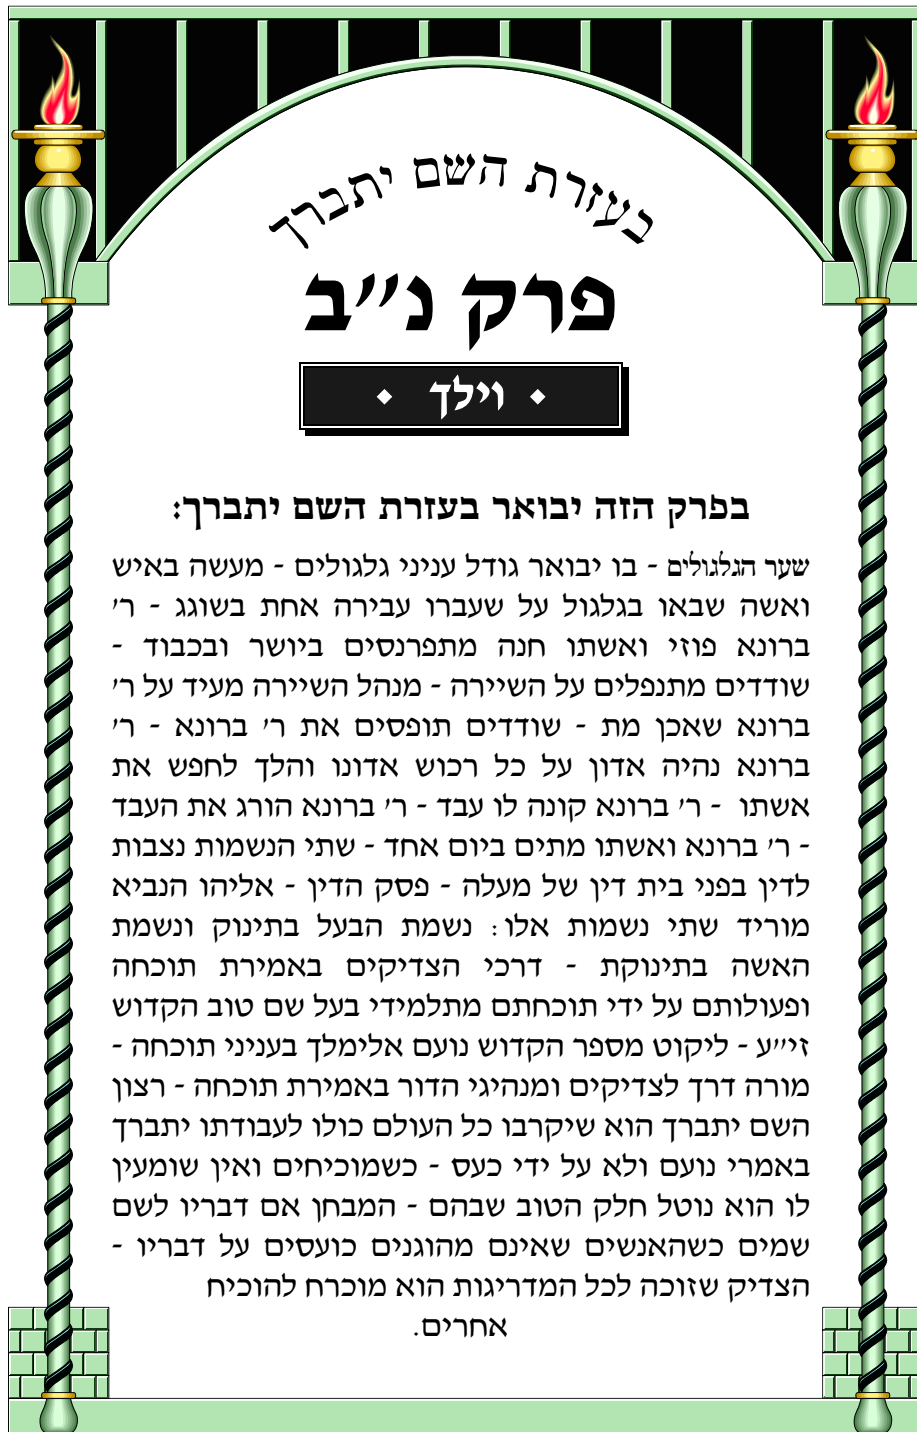 בעזרת השם יתברך
פרק נ״ב
וילך
בפרק הזה יבואר בעזרת השם יתברך:
שער הגלגולים - בו יבואר גודל עניני גלגולים - מעשה באיש
ואשה שבאו בגלגול על שעברו עבירה אחת בשוגג - ר׳
ברונא פוזי ואשתו חנה מתפרנסים ביושר ובכבוד -
שודדים מתנפלים על השיירה - מנהל השיירה מעיד על ר׳
ברונא שאכן מת - שודדים תופסים את ר׳ ברונא - ר׳
ברונא נהיה אדון על כל רכוש אדונו והלך לחפש את
אשתו - ר׳ ברונא קונה לו עבד - ר׳ ברונא הורג את העבד
- ר׳ ברונא ואשתו מתים ביום אחד - שתי הנשמות נצבות
לדין בפני בית דין של מעלה - פסק הדין - אליהו הנביא
מוריד שתי נשמות אלו: נשמת הבעל בתינוק ונשמת
האשה בתינוקת - דרכי הצדיקים באמירת תוכחה
ופעולותם על ידי תוכחתם מתלמידי בעל שם טוב הקדוש
זי״ע - ליקוט מספר הקדוש נועם אלימלך בעניני תוכחה -
מורה דרך לצדיקים ומנהיגי הדור באמירת תוכחה - רצון
השם יתברך הוא שיקרבו כל העולם כולו לעבודתו יתברך
באמרי נועם ולא על ידי כעס - כשמוכיחים ואין שומעין
לו הוא נוטל חלק הטוב שבהם - המבחן אם דבריו לשם
שמים כשהאנשים שאינם מהוגנים כועסים על דבריו -
הצדיק שזוכה לכל המדריגות הוא מוכרח להוכיח
אחרים.